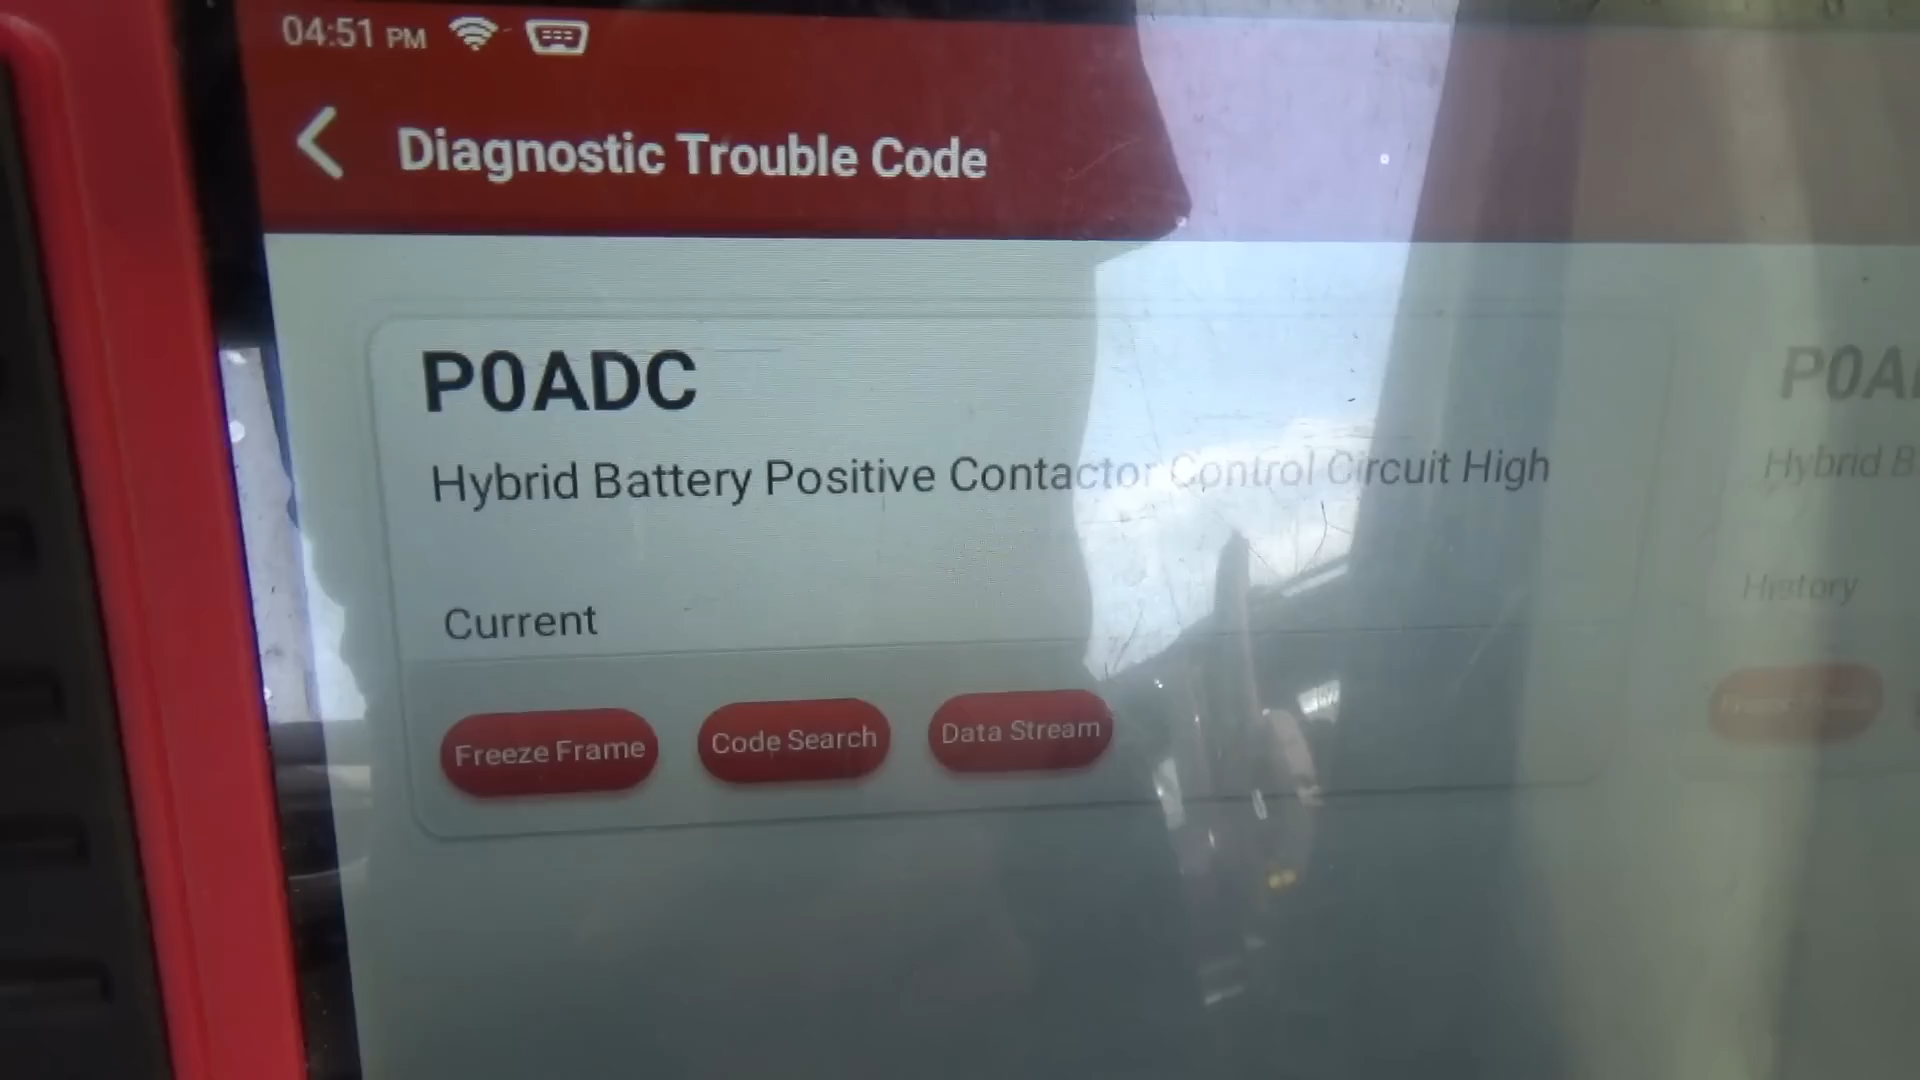 04:51 PM
Diagnostic Trouble Code
P0ADC
Hybrid Battery Positive Contactor Control Circuit High
Current
Freeze Frame
Code Search
Data Stream
Hybrid
History